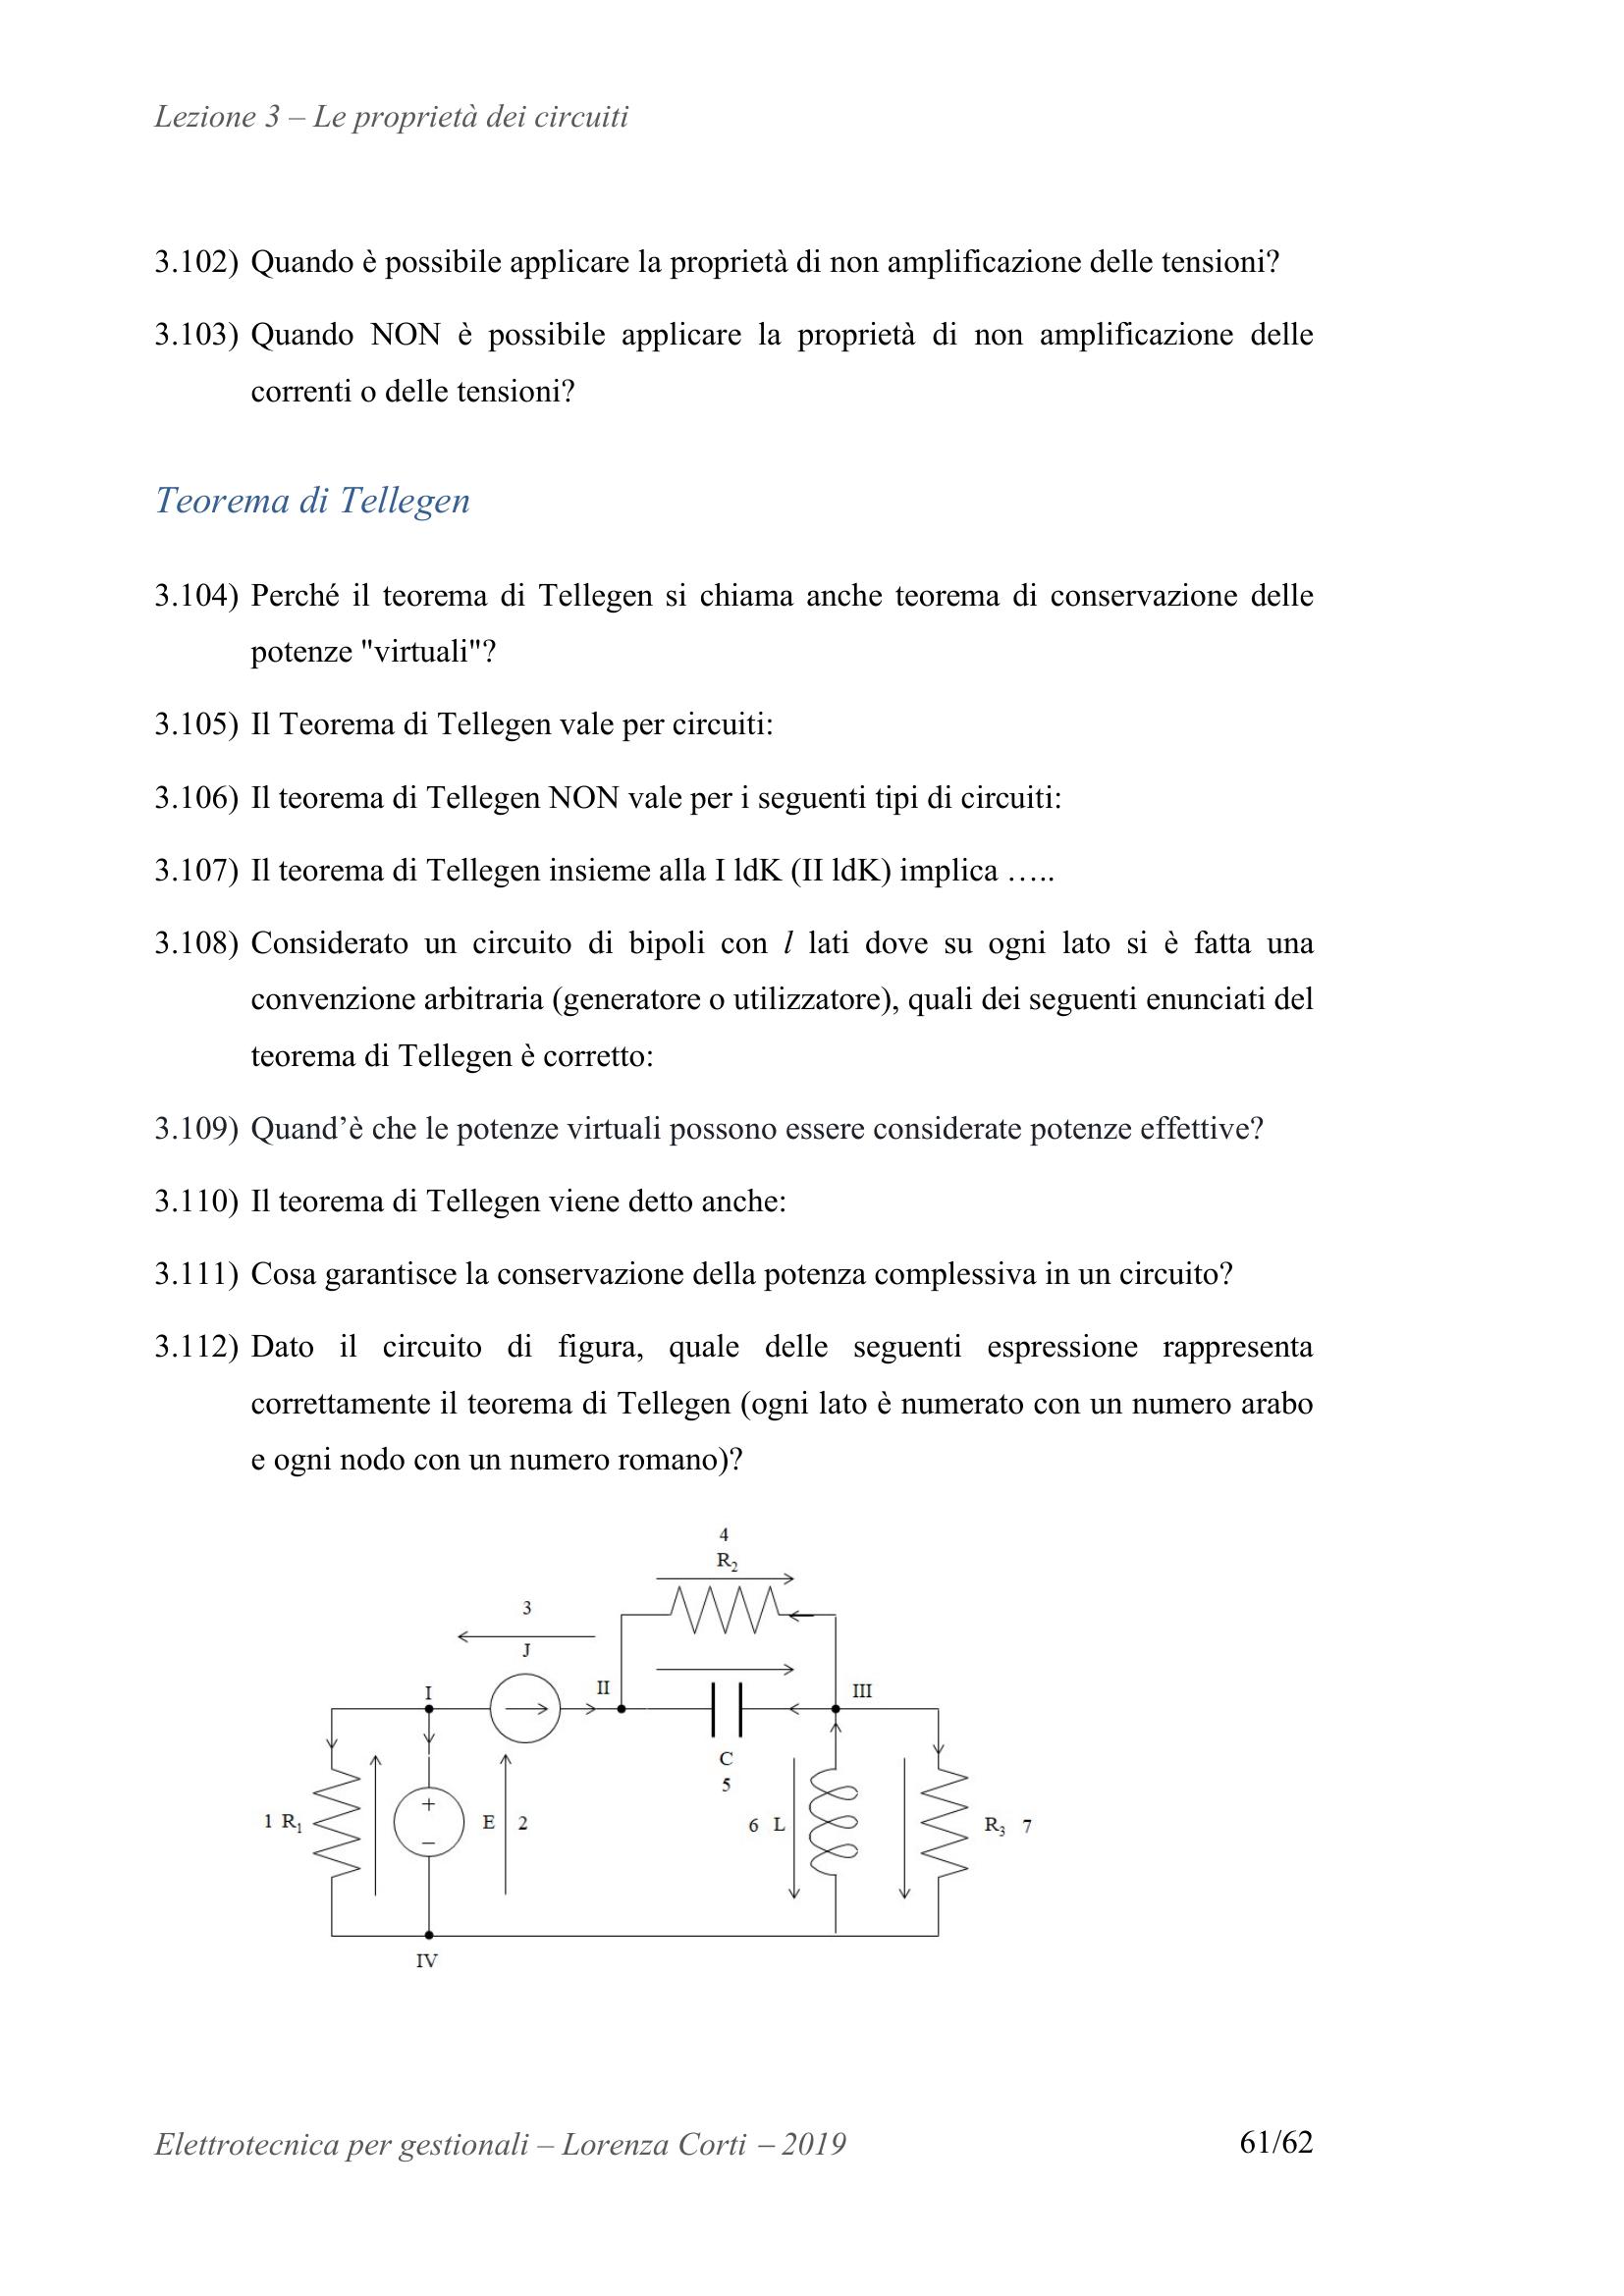 Lezione 3 – Le proprietà dei circuiti
3.102) Quando è possibile applicare la proprietà di non amplificazione delle tensioni?
3.103) Quando NON è possibile applicare la proprietà di non amplificazione delle
correnti o delle tensioni?
Teorema di Tellegen
3.104) Perché il teorema di Tellegen si chiama anche teorema di conservazione delle
potenze "virtuali"?
3.105) Il Teorema di Tellegen vale per circuiti:
3.106) Il teorema di Tellegen NON vale per i seguenti tipi di circuiti:
3.107) Il teorema di Tellegen insieme alla I ldK (II ldK) implica …..
3.108) Considerato un circuito di bipoli con l lati dove su ogni lato si è fatta una
convenzione arbitraria (generatore o utilizzatore), quali dei seguenti enunciati del
teorema di Tellegen è corretto:
3.109) Quand’è che le potenze virtuali possono essere considerate potenze effettive?
3.110) Il teorema di Tellegen viene detto anche:
3.111) Cosa garantisce la conservazione della potenza complessiva in un circuito?
3.112) Dato il circuito di figura, quale delle seguenti espressione rappresenta
correttamente il teorema di Tellegen (ogni lato è numerato con un numero arabo
e ogni nodo con un numero romano)?
4
R2
3
J
I
II
III
C
5
1 R1
+
−
E 2
6 L
R3 7
IV
Elettrotecnica per gestionali – Lorenza Corti – 2019
61/62